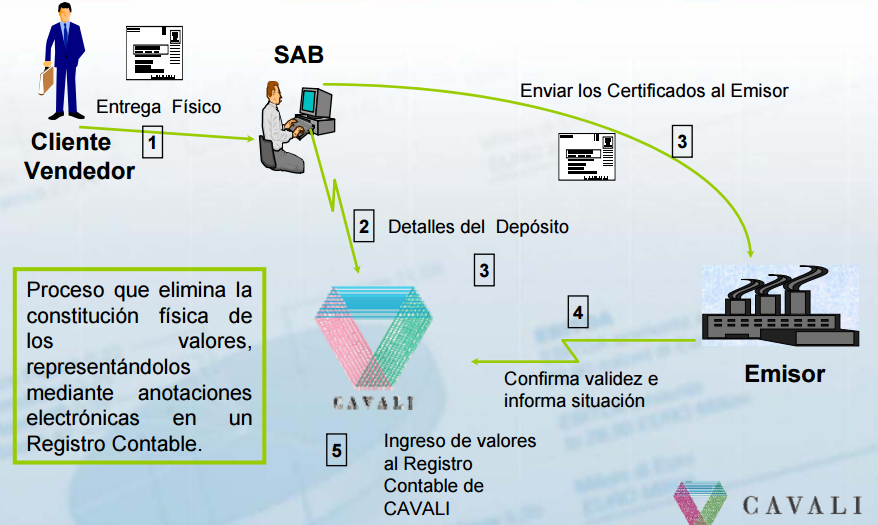 SAB
Enviar los Certificados al Emisor
Entrega Físico
1
Cliente
Vendedor
3
2
Detalles del Depósito
3
Proceso que elimina la
constitución física de
los valores,
representándolos
mediante anotaciones
electrónicas en un
Registro Contable.
4
Confirma validez e
informa situación
Emisor
CAVALI
5
Ingreso de valores
al Registro
Contable de
CAVALI
CAVALI